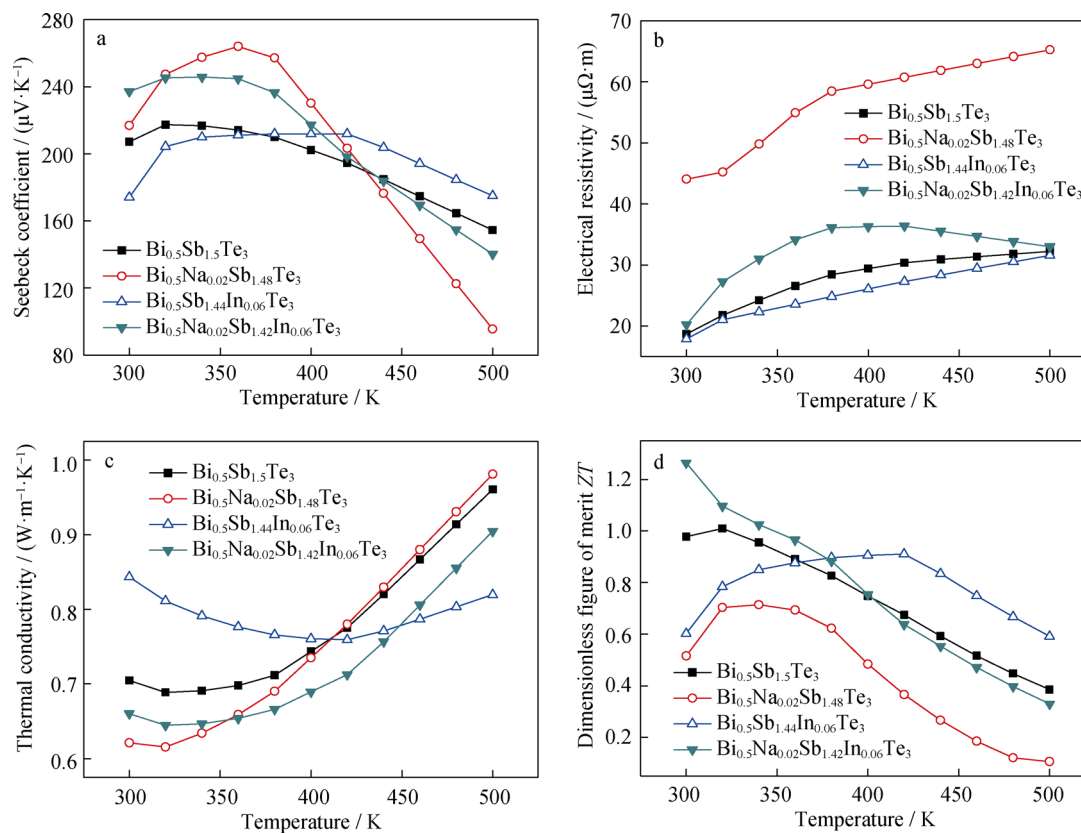 a
Seebeck coefficient / (μV·K⁻¹)
280
240
200
160
120
80
300
350
400
450
500
Temperature / K
Bi₀.₅Sb₁.₅Te₃
Bi₀.₅Na₀.₀₂Sb₁.₄₈Te₃
Bi₀.₅Sb₁.₄₄In₀.₀₆Te₃
Bi₀.₅Na₀.₀₂Sb₁.₄₂In₀.₀₆Te₃
b
Electrical resistivity / (μΩ·m)
70
60
50
40
30
20
300
350
400
450
500
Temperature / K
Bi₀.₅Sb₁.₅Te₃
Bi₀.₅Na₀.₀₂Sb₁.₄₈Te₃
Bi₀.₅Sb₁.₄₄In₀.₀₆Te₃
Bi₀.₅Na₀.₀₂Sb₁.₄₂In₀.₀₆Te₃
c
Thermal conductivity / (W·m⁻¹·K⁻¹)
1.0
0.9
0.8
0.7
0.6
300
350
400
450
500
Temperature / K
Bi₀.₅Sb₁.₅Te₃
Bi₀.₅Na₀.₀₂Sb₁.₄₈Te₃
Bi₀.₅Sb₁.₄₄In₀.₀₆Te₃
Bi₀.₅Na₀.₀₂Sb₁.₄₂In₀.₀₆Te₃
d
Dimensionless figure of merit ZT
1.2
1.0
0.8
0.6
0.4
0.2
300
350
400
450
500
Temperature / K
Bi₀.₅Sb₁.₅Te₃
Bi₀.₅Na₀.₀₂Sb₁.₄₈Te₃
Bi₀.₅Sb₁.₄₄In₀.₀₆Te₃
Bi₀.₅Na₀.₀₂Sb₁.₄₂In₀.₀₆Te₃